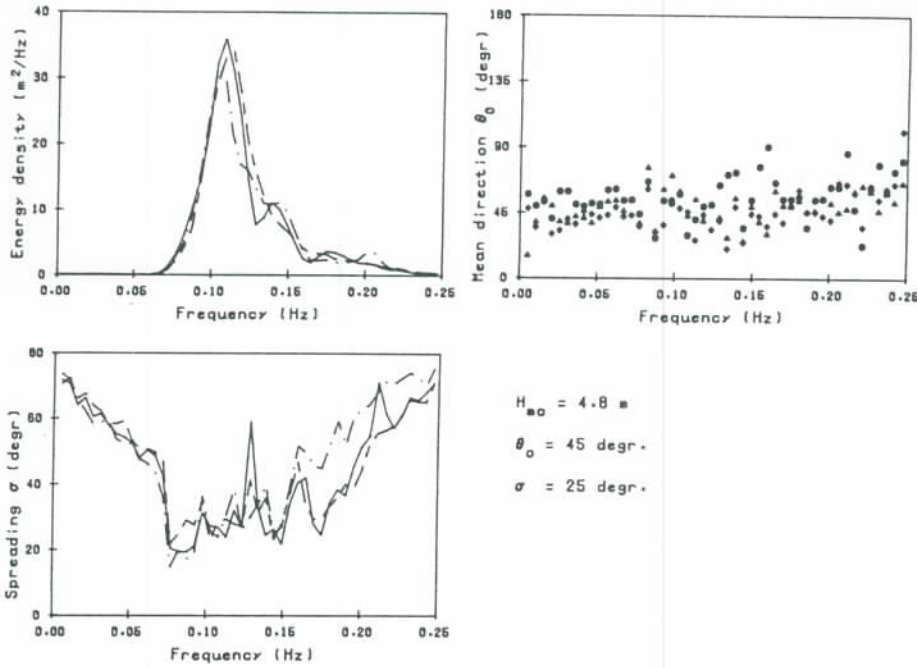 40
30
20
10
0
Energy density (m²/Hz)
0.00 0.05 0.10 0.15 0.20 0.25
Frequency (Hz)
180
135
90
45
0
Mean direction θ₀ (degr)
0.00 0.05 0.10 0.15 0.20 0.25
Frequency (Hz)
80
60
40
20
0
Spreading σ (degr)
0.00 0.05 0.10 0.15 0.20 0.25
Frequency (Hz)
Hₘₒ = 4.8 m
θₒ = 45 degr.
σ = 25 degr.